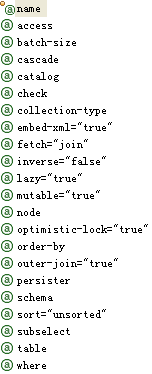 name
access
batch-size
cascade
catalog
check
collection-type
embed-xml="true"
fetch="join"
inverse="false"
lazy="true"
mutable="true"
node
optimistic-lock="true"
order-by
outer-join="true"
persister
schema
sort="unsorted"
subselect
table
where